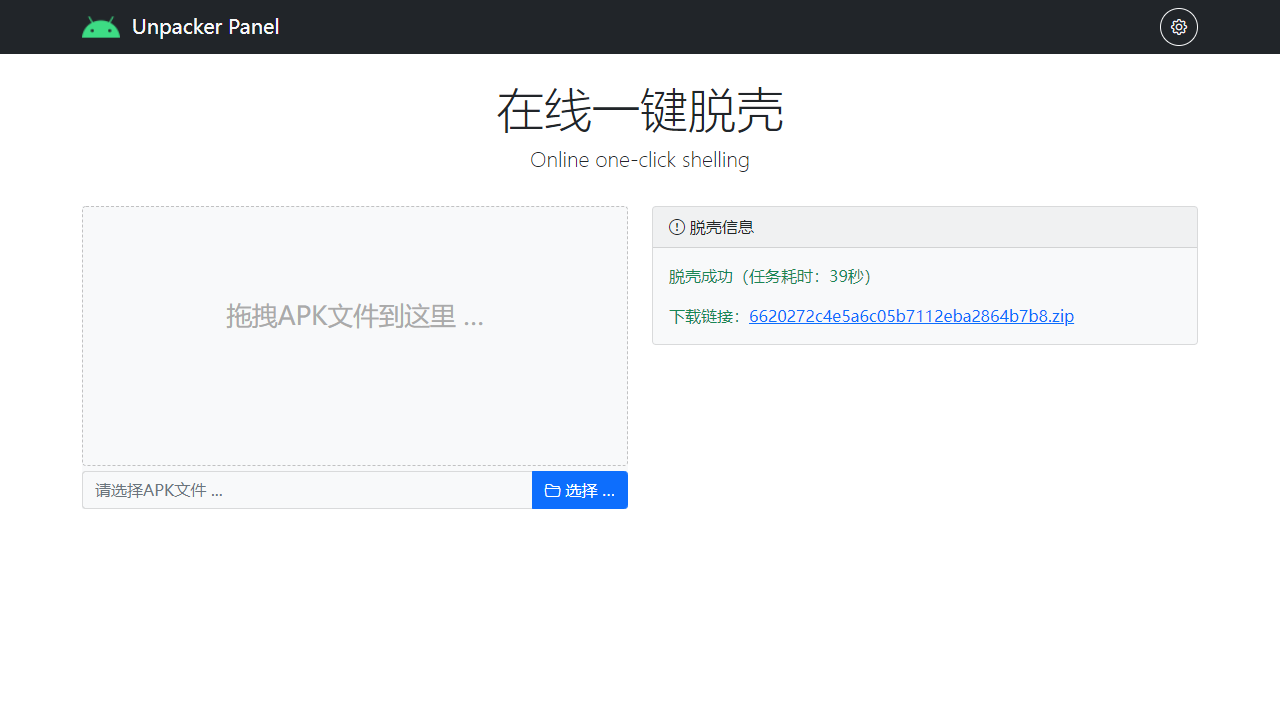 Unpacker Panel
在线一键脱壳
Online one-click shelling
拖拽APK文件到这里 ...
请选择APK文件 ...
选择 ...
脱壳信息
脱壳成功（任务耗时：39秒）
下载链接：6620272c4e5a6c05b7112eba2864b7b8.zip